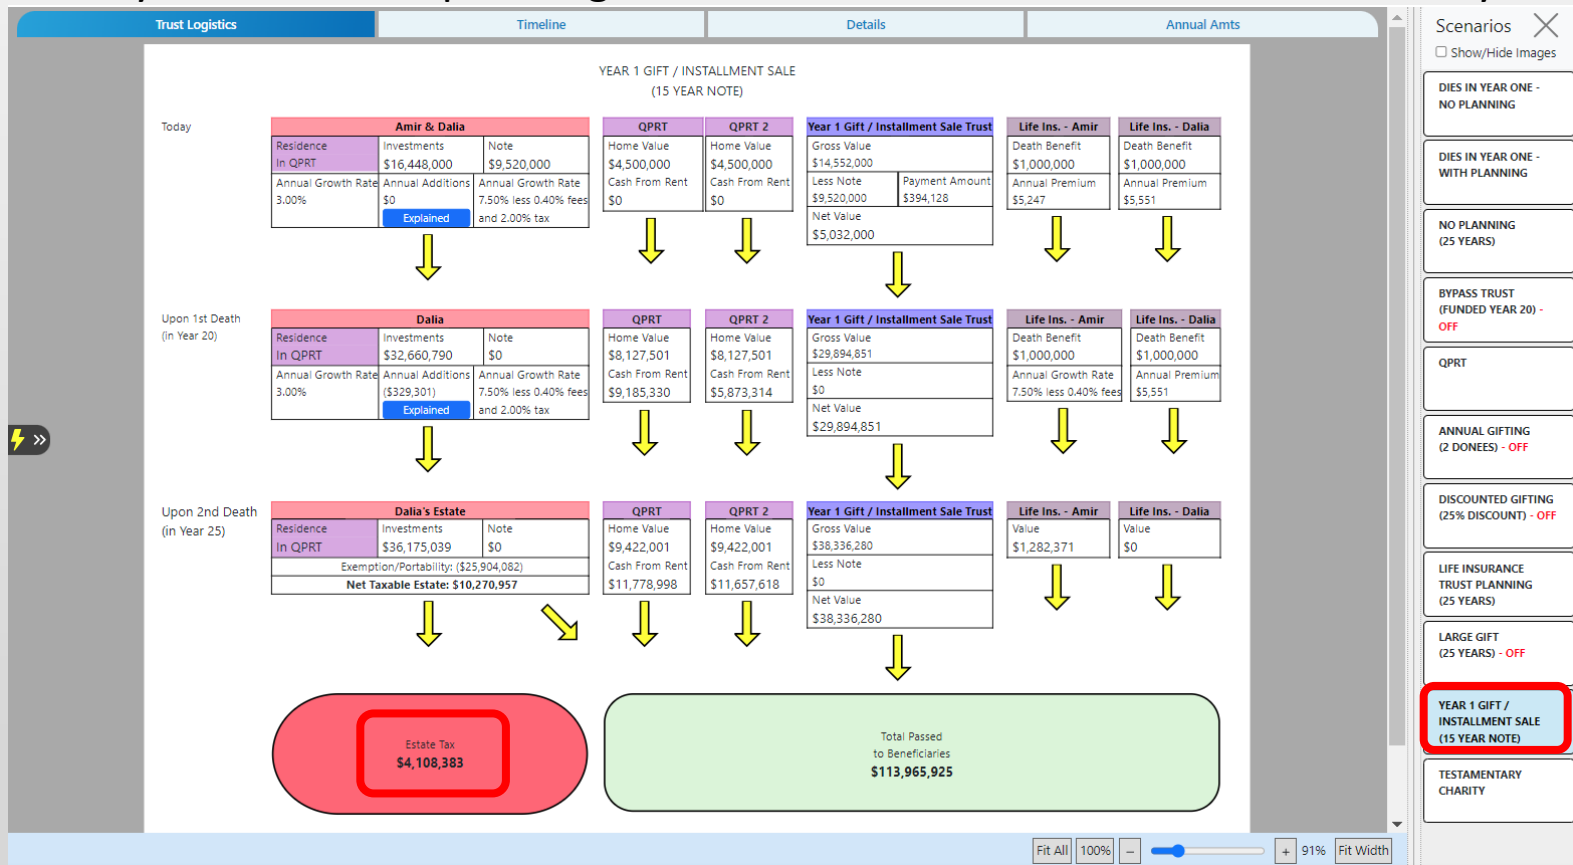 Trust Logistics
Timeline
Details
Annual Amts
YEAR 1 GIFT / INSTALLMENT SALE
(15 YEAR NOTE)
Today
Amir & Dalia
Residence
In QPRT
Investments
$16,448,000
Note
$9,520,000
Annual Growth Rate
3.00%
Annual Additions
$0
Explained
Annual Growth Rate
7.50% less 0.40% fees
and 2.00% tax
QPRT
Home Value
$4,500,000
Cash From Rent
$0
QPRT 2
Home Value
$4,500,000
Cash From Rent
$0
Year 1 Gift / Installment Sale Trust
Gross Value
$14,552,000
Less Note
$9,520,000
Payment Amount
$394,128
Net Value
$5,032,000
Life Ins. - Amir
Death Benefit
$1,000,000
Annual Premium
$5,247
Life Ins. - Dalia
Death Benefit
$1,000,000
Annual Premium
$5,551
Upon 1st Death
(in Year 20)
Dalia
Residence
In QPRT
Investments
$32,660,790
Note
$0
Annual Growth Rate
3.00%
Annual Additions
($329,301)
Explained
Annual Growth Rate
7.50% less 0.40% fees
and 2.00% tax
QPRT
Home Value
$8,127,501
Cash From Rent
$9,185,330
QPRT 2
Home Value
$8,127,501
Cash From Rent
$5,873,314
Year 1 Gift / Installment Sale Trust
Gross Value
$29,894,851
Less Note
$0
Net Value
$29,894,851
Life Ins. - Amir
Death Benefit
$1,000,000
Annual Growth Rate
7.50% less 0.40% fees
Life Ins. - Dalia
Death Benefit
$1,000,000
Annual Premium
$5,551
Upon 2nd Death
(in Year 25)
Dalia's Estate
Residence
In QPRT
Investments
$36,175,039
Note
$0
Exemption/Portability: ($25,904,082)
Net Taxable Estate: $10,270,957
QPRT
Home Value
$9,422,001
Cash From Rent
$11,778,998
QPRT 2
Home Value
$9,422,001
Cash From Rent
$11,657,618
Year 1 Gift / Installment Sale Trust
Gross Value
$38,336,280
Less Note
$0
Net Value
$38,336,280
Life Ins. - Amir
Value
$1,282,371
Life Ins. - Dalia
Value
$0
Estate Tax
$4,108,383
Total Passed
to Beneficiaries
$113,965,925
Fit All
100%
–
+
91%
Fit Width
Scenarios
Show/Hide Images
DIES IN YEAR ONE -
NO PLANNING
DIES IN YEAR ONE -
WITH PLANNING
NO PLANNING
(25 YEARS)
BYPASS TRUST
(FUNDED YEAR 20) -
OFF
QPRT
ANNUAL GIFTING
(2 DONEES) - OFF
DISCOUNTED GIFTING
(25% DISCOUNT) - OFF
LIFE INSURANCE
TRUST PLANNING
(25 YEARS)
LARGE GIFT
(25 YEARS) - OFF
YEAR 1 GIFT /
INSTALLMENT SALE
(15 YEAR NOTE)
TESTAMENTARY
CHARITY